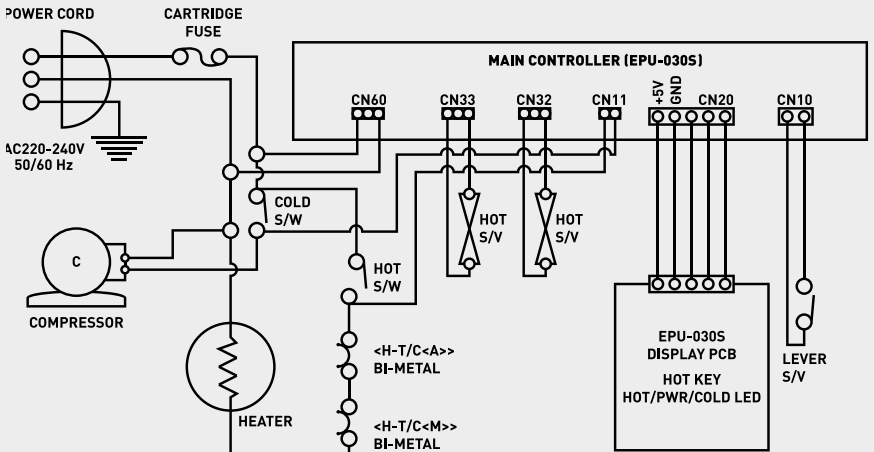 POWER CORD
CARTRIDGE
FUSE
MAIN CONTROLLER (EPU-030S)
CN60
CN33
CN32
CN11
+5V
GND
CN20
CN10
AC220-240V
50/60 Hz
COLD
S/W
HOT
S/V
HOT
S/V
C
HOT
S/W
COMPRESSOR
EPU-030S
DISPLAY PCB
HOT KEY
HOT/PWR/COLD LED
LEVER
S/V
<H-T/C<A>>
BI-METAL
HEATER
<H-T/C<M>>
BI-METAL